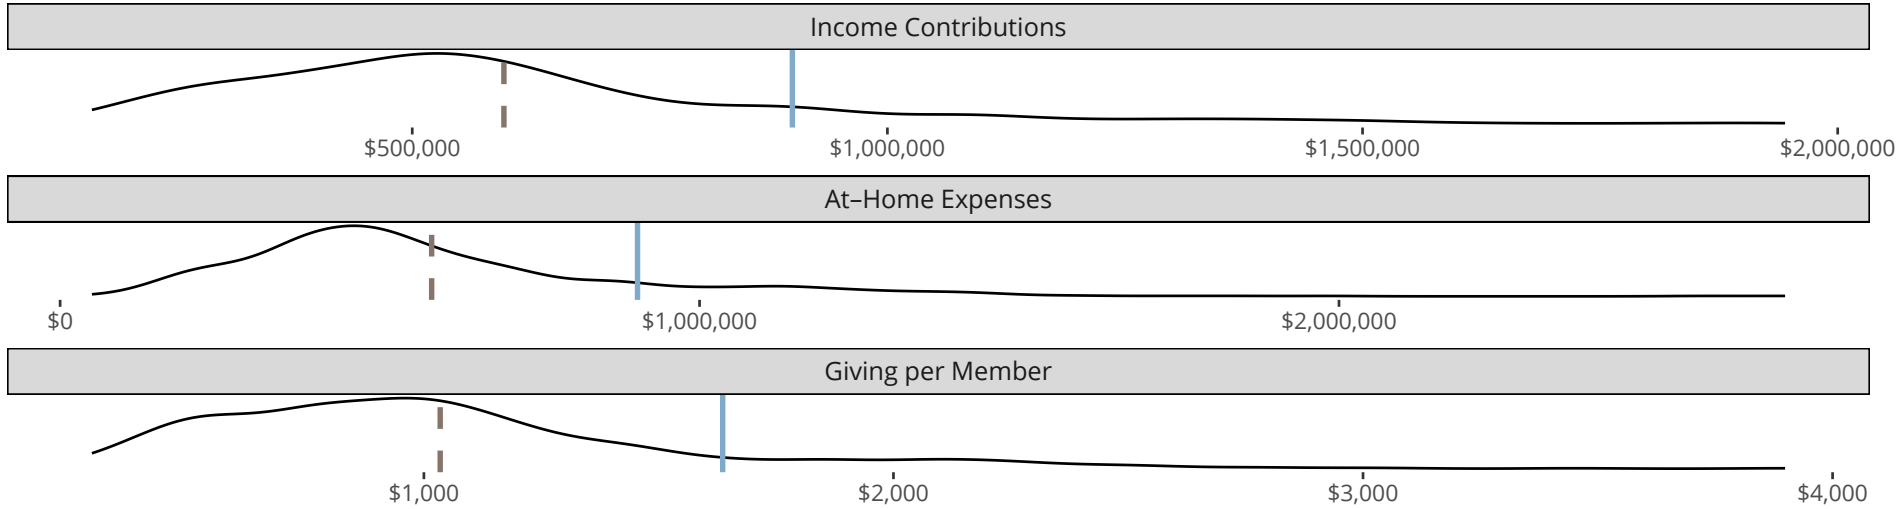 Income Contributions
$500,000 $1,000,000 $1,500,000 $2,000,000
At–Home Expenses
$0 $1,000,000 $2,000,000
Giving per Member
$1,000 $2,000 $3,000 $4,000